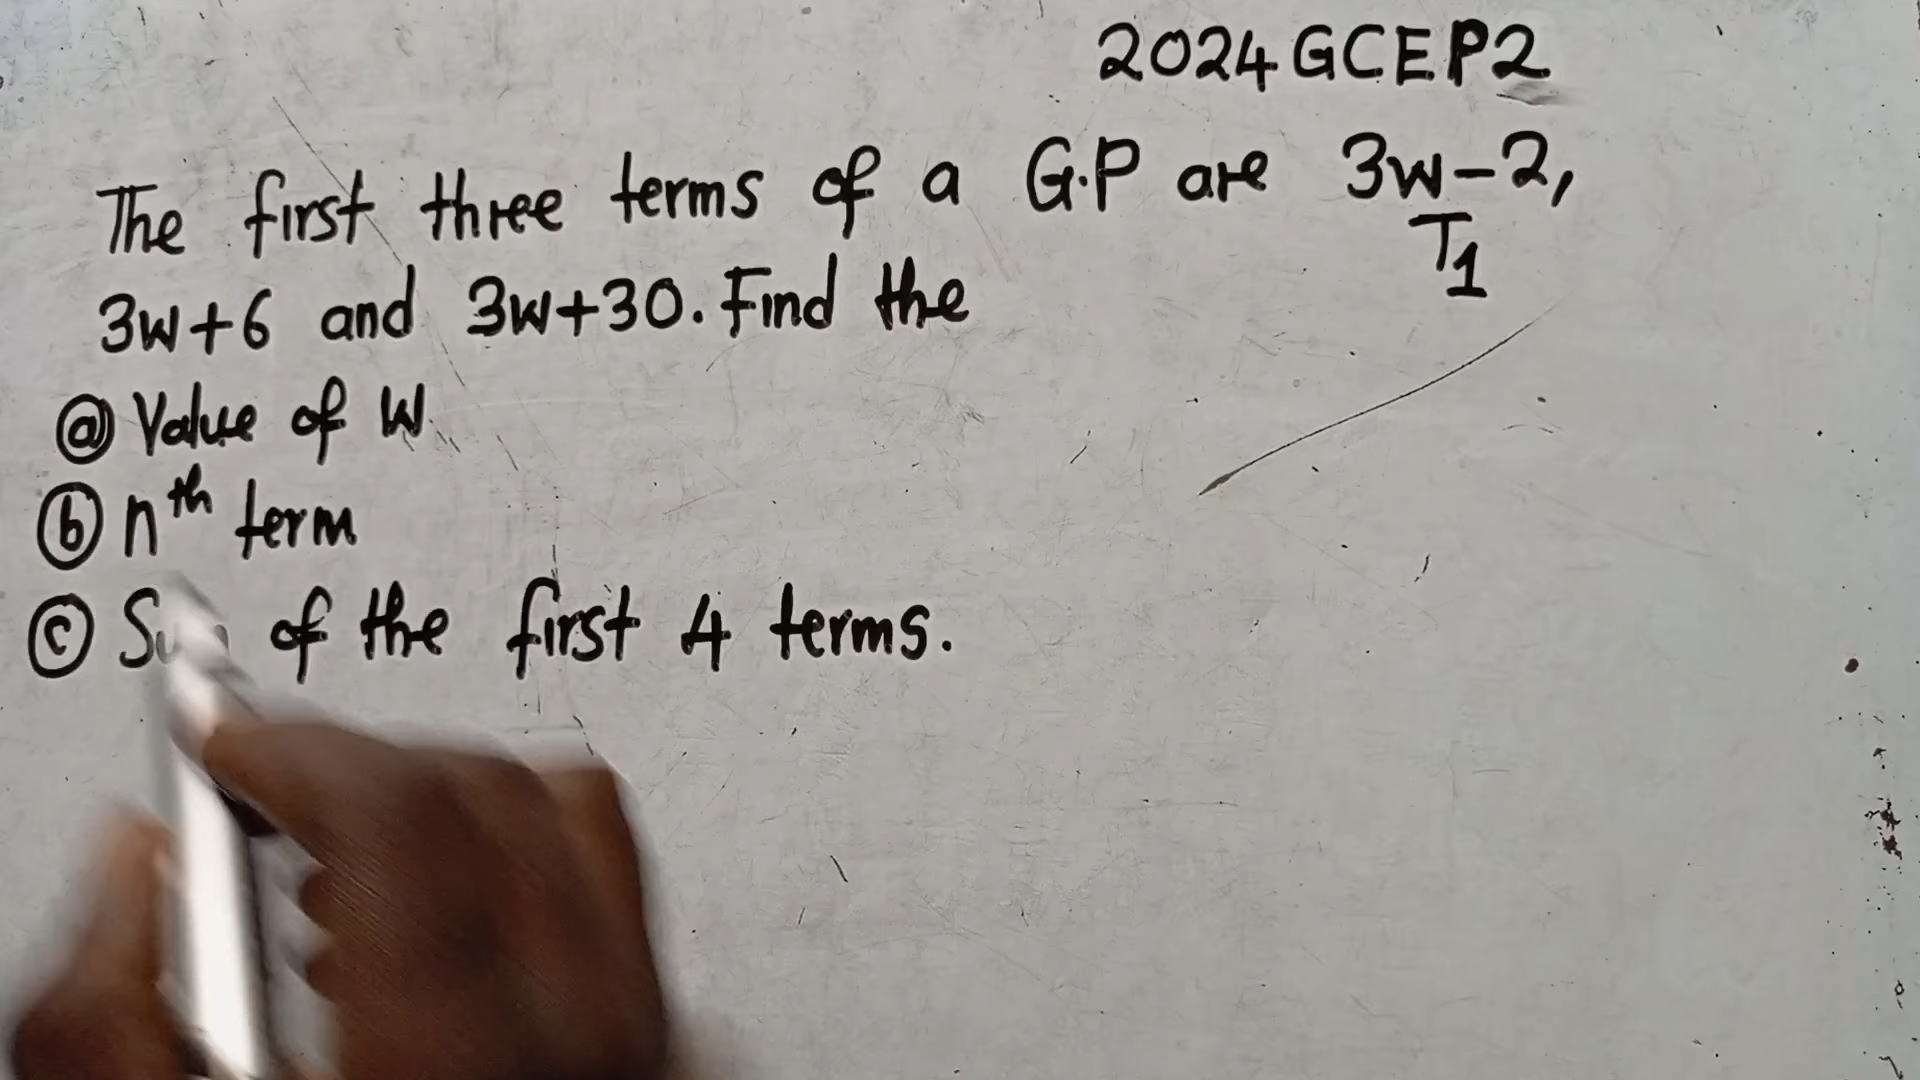 2024 GCE P2
The first three terms of a G.P are 3w-2,
T1
3w+6 and 3w+30. Find the
(a) Value of W
(b) nth term
(c) of the first 4 terms.